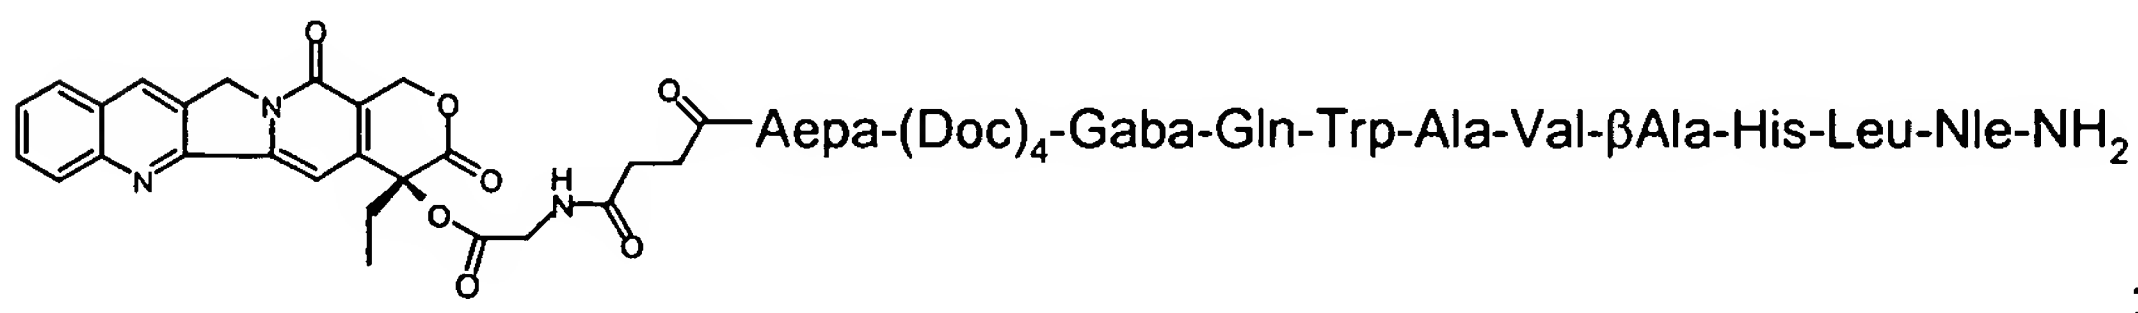 O
N
O
O
N
O
O
H
N
O
O
O
Aepa-(Doc)4-Gaba-Gln-Trp-Ala-Val-βAla-His-Leu-Nle-NH2
;